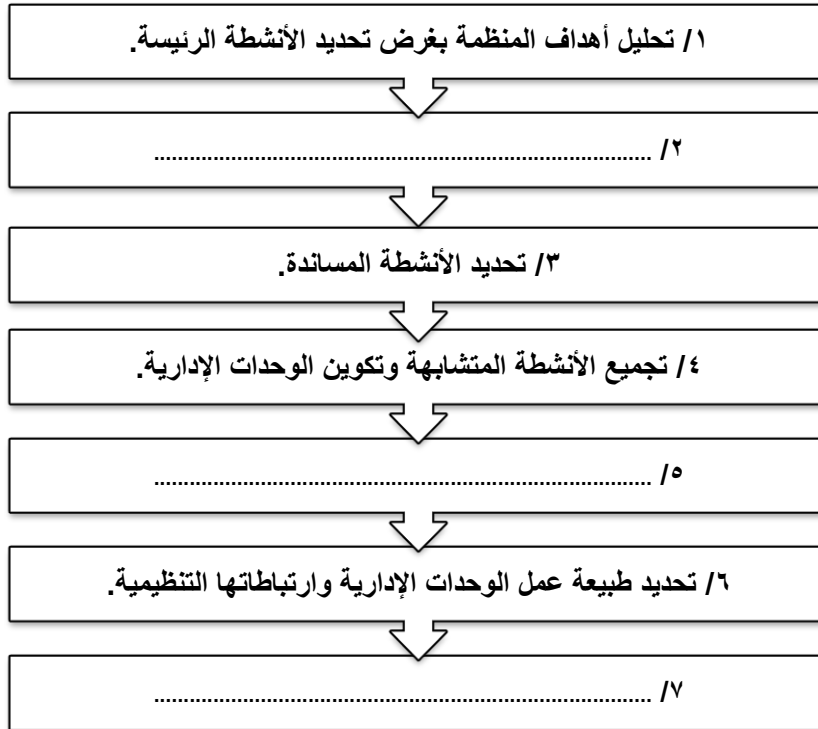 ١/ تحليل أهداف المنظمة بغرض تحديد الأنشطة الرئيسة.
٢/ ....................................................................................
٣/ تحديد الأنشطة المساندة.
٤/ تجميع الأنشطة المتشابهة وتكوين الوحدات الإدارية.
٥/ ....................................................................................
٦/ تحديد طبيعة عمل الوحدات الإدارية وارتباطاتها التنظيمية.
٧/ ....................................................................................